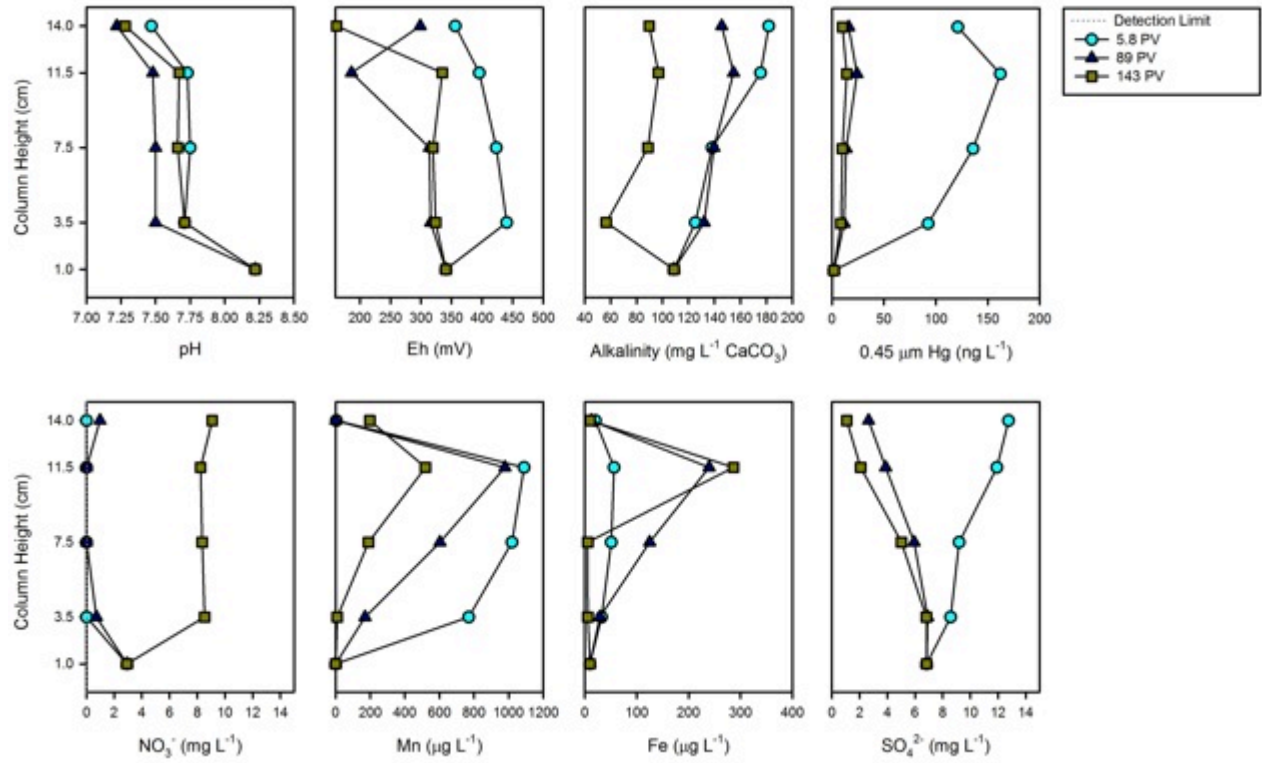 14.0
11.5
7.5
3.5
1.0
Column Height (cm)
7.00 7.25 7.50 7.75 8.00 8.25 8.50
pH
200 250 300 350 400 450 500
Eh (mV)
40 60 80 100 120 140 160 180 200
Alkalinity (mg L⁻¹ CaCO₃)
0 50 100 150 200
0.45 µm Hg (ng L⁻¹)
Detection Limit
5.8 PV
89 PV
143 PV
14.0
11.5
7.5
3.5
1.0
Column Height (cm)
0 2 4 6 8 10 12 14
NO₃⁻ (mg L⁻¹)
0 200 400 600 800 1000 1200
Mn (µg L⁻¹)
0 100 200 300 400
Fe (µg L⁻¹)
0 2 4 6 8 10 12 14
SO₄²⁻ (mg L⁻¹)